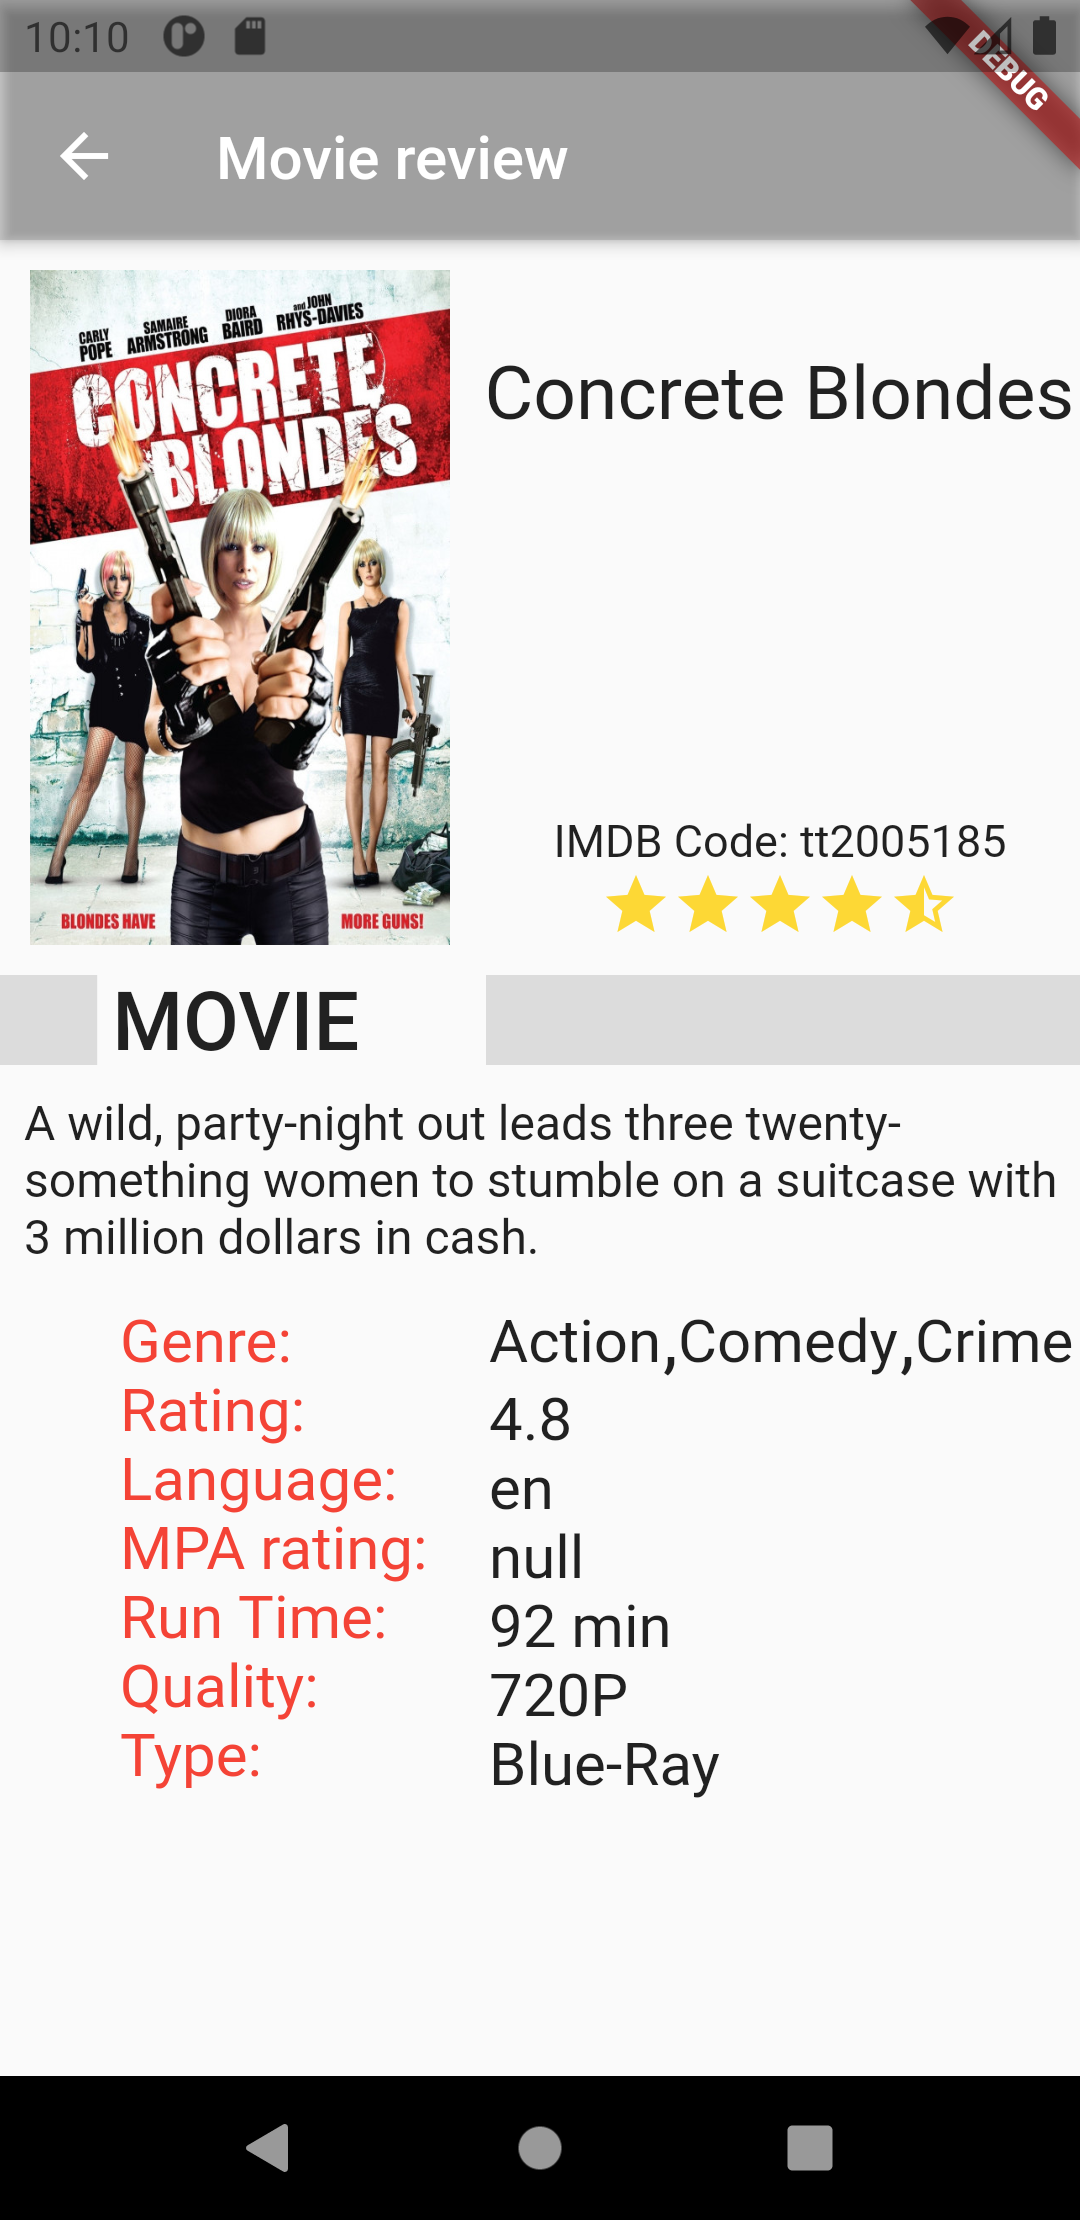 10:10
DEBUG
Movie review
CARLY POPE
SAMAIRE ARMSTRONG
DIORA BAIRD
and JOHN RHYS-DAVIES
CONCRETE
BLONDES
BLONDES HAVE
MORE GUNS!
Concrete Blondes
IMDB Code: tt2005185
MOVIE
A wild, party-night out leads three twenty-
something women to stumble on a suitcase with
3 million dollars in cash.
Genre: Action,Comedy,Crime
Rating: 4.8
Language: en
MPA rating: null
Run Time: 92 min
Quality: 720P
Type: Blue-Ray